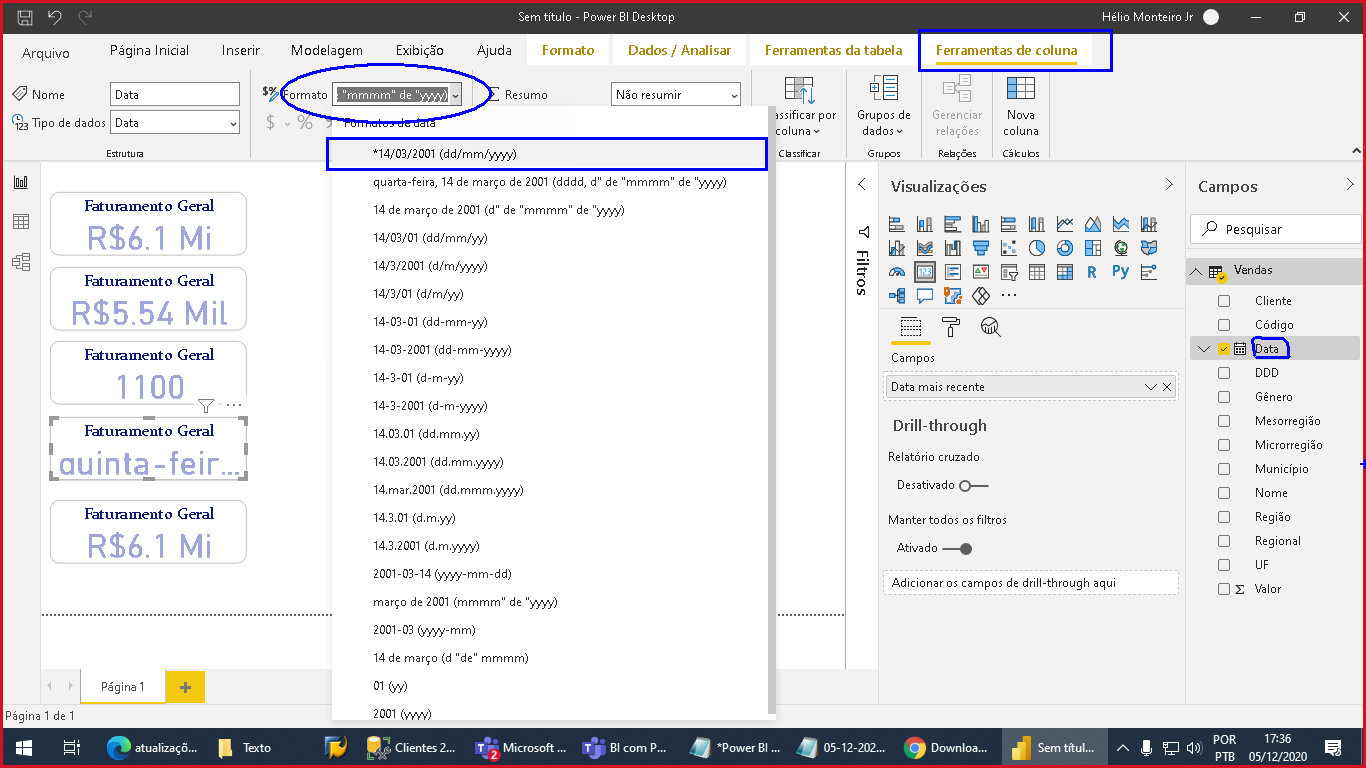 Sem título - Power BI Desktop
Hélio Monteiro Jr
Arquivo
Página Inicial
Inserir
Modelagem
Exibição
Ajuda
Formato
Dados / Analisar
Ferramentas da tabela
Ferramentas de coluna
Nome
Data
Tipo de dados
Data
Estrutura
Formato
"mmmm" de "yyyy)
$ %
Resumo
Não resumir
coluna
Classificar
Grupos de
dados
Grupos
Gerenciar
relações
Relações
Nova
coluna
Cálculos
Formatos de data
*14/03/2001 (dd/mm/yyyy)
quarta-feira, 14 de março de 2001 (dddd, d" de "mmmm" de "yyyy)
14 de março de 2001 (d" de "mmmm" de "yyyy)
14/03/01 (dd/mm/yy)
14/3/2001 (d/m/yyyy)
14/3/01 (d/m/yy)
14-03-01 (dd-mm-yy)
14-03-2001 (dd-mm-yyyy)
14-3-01 (d-m-yy)
14-3-2001 (d-m-yyyy)
14.03.01 (dd.mm.yy)
14.03.2001 (dd.mm.yyyy)
14.mar.2001 (dd.mmm.yyyy)
14.3.01 (d.m.yy)
14.3.2001 (d.m.yyyy)
2001-03-14 (yyyy-mm-dd)
março de 2001 (mmmm" de "yyyy)
2001-03 (yyyy-mm)
14 de março (d "de" mmmm)
01 (yy)
2001 (yyyy)
Faturamento Geral
R$6.1 Mi
Faturamento Geral
R$5.54 Mil
Faturamento Geral
1100
Faturamento Geral
quinta-feir...
Faturamento Geral
R$6.1 Mi
Filtros
Visualizações
R Py
Campos
Data mais recente
Drill-through
Relatório cruzado
Desativado
Manter todos os filtros
Ativado
Adicionar os campos de drill-through aqui
Campos
Pesquisar
Vendas
Cliente
Código
Data
DDD
Gênero
Mesorregião
Microrregião
Município
Nome
Região
Regional
UF
Σ Valor
Página 1
Página 1 de 1
atualizaçõ...
Texto
Clientes 2...
2
Microsoft ...
BI com P...
*Power BI ...
05-12-202...
Downloa...
Sem títul...
POR
PTB
17:36
05/12/2020